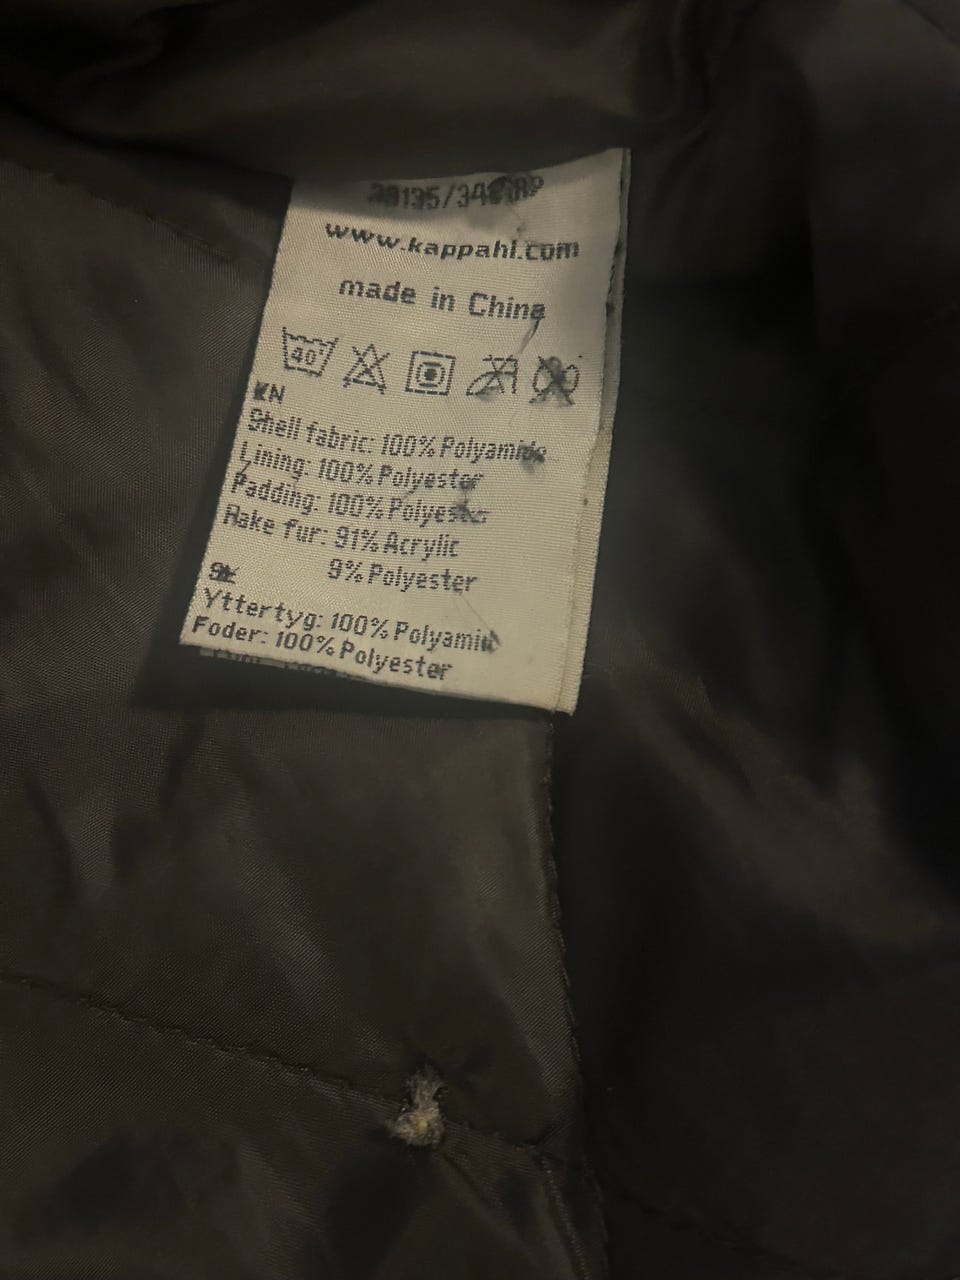 www.kappahl.com
made in China
40°
EN
Shell fabric: 100% Polyamide
Lining: 100% Polyester
Padding: 100% Polyester
Fake fur: 91% Acrylic
9% Polyester
Yttertyg: 100% Polyamid
Foder: 100% Polyester